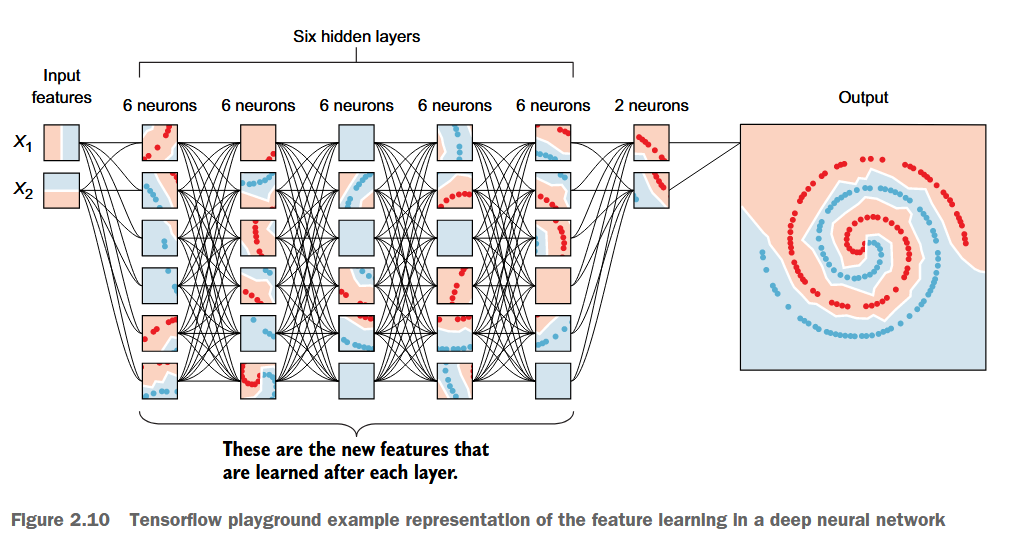 Six hidden layers
Input
features
6 neurons 6 neurons 6 neurons 6 neurons 6 neurons 2 neurons
Output
X1
X2
These are the new features that
are learned after each layer.
Figure 2.10 Tensorflow playground example representation of the feature learning in a deep neural network